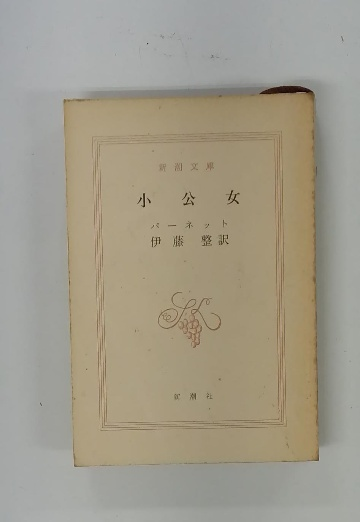 新潮文庫
小公女
バーネット
伊藤 整訳
SK
新潮社